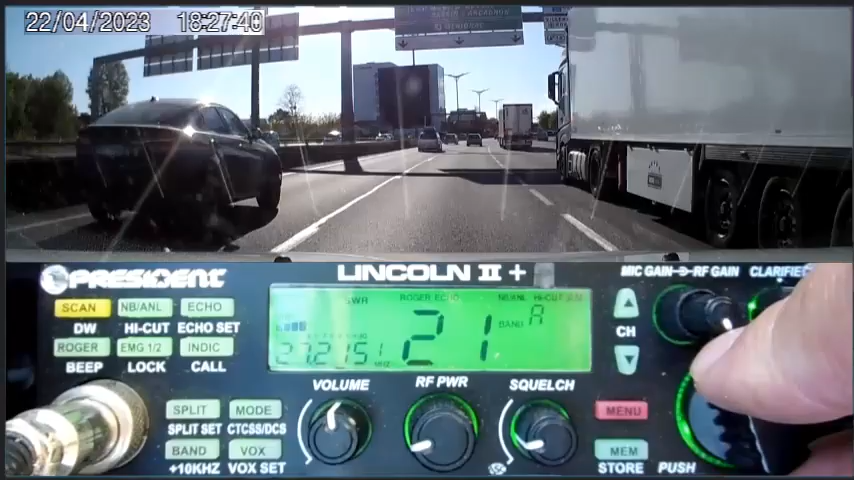 22/04/2023 18:27:40
PRESIDENT
LINCOLN II +
MIC GAIN RF GAIN CLARIFIER
SCAN NB/ANL ECHO
DW HI-CUT ECHO SET
ROGER EMG 1/2 INDIC
BEEP LOCK CALL
SWR ROGER ECHO NB/ANL HI-CUT
21 BAND A
27.2151 MHz
CH
VOLUME RF PWR SQUELCH
SPLIT MODE
SPLIT SET CTCSS/DCS
BAND VOX
+10KHZ VOX SET
MENU
MEM
STORE PUSH